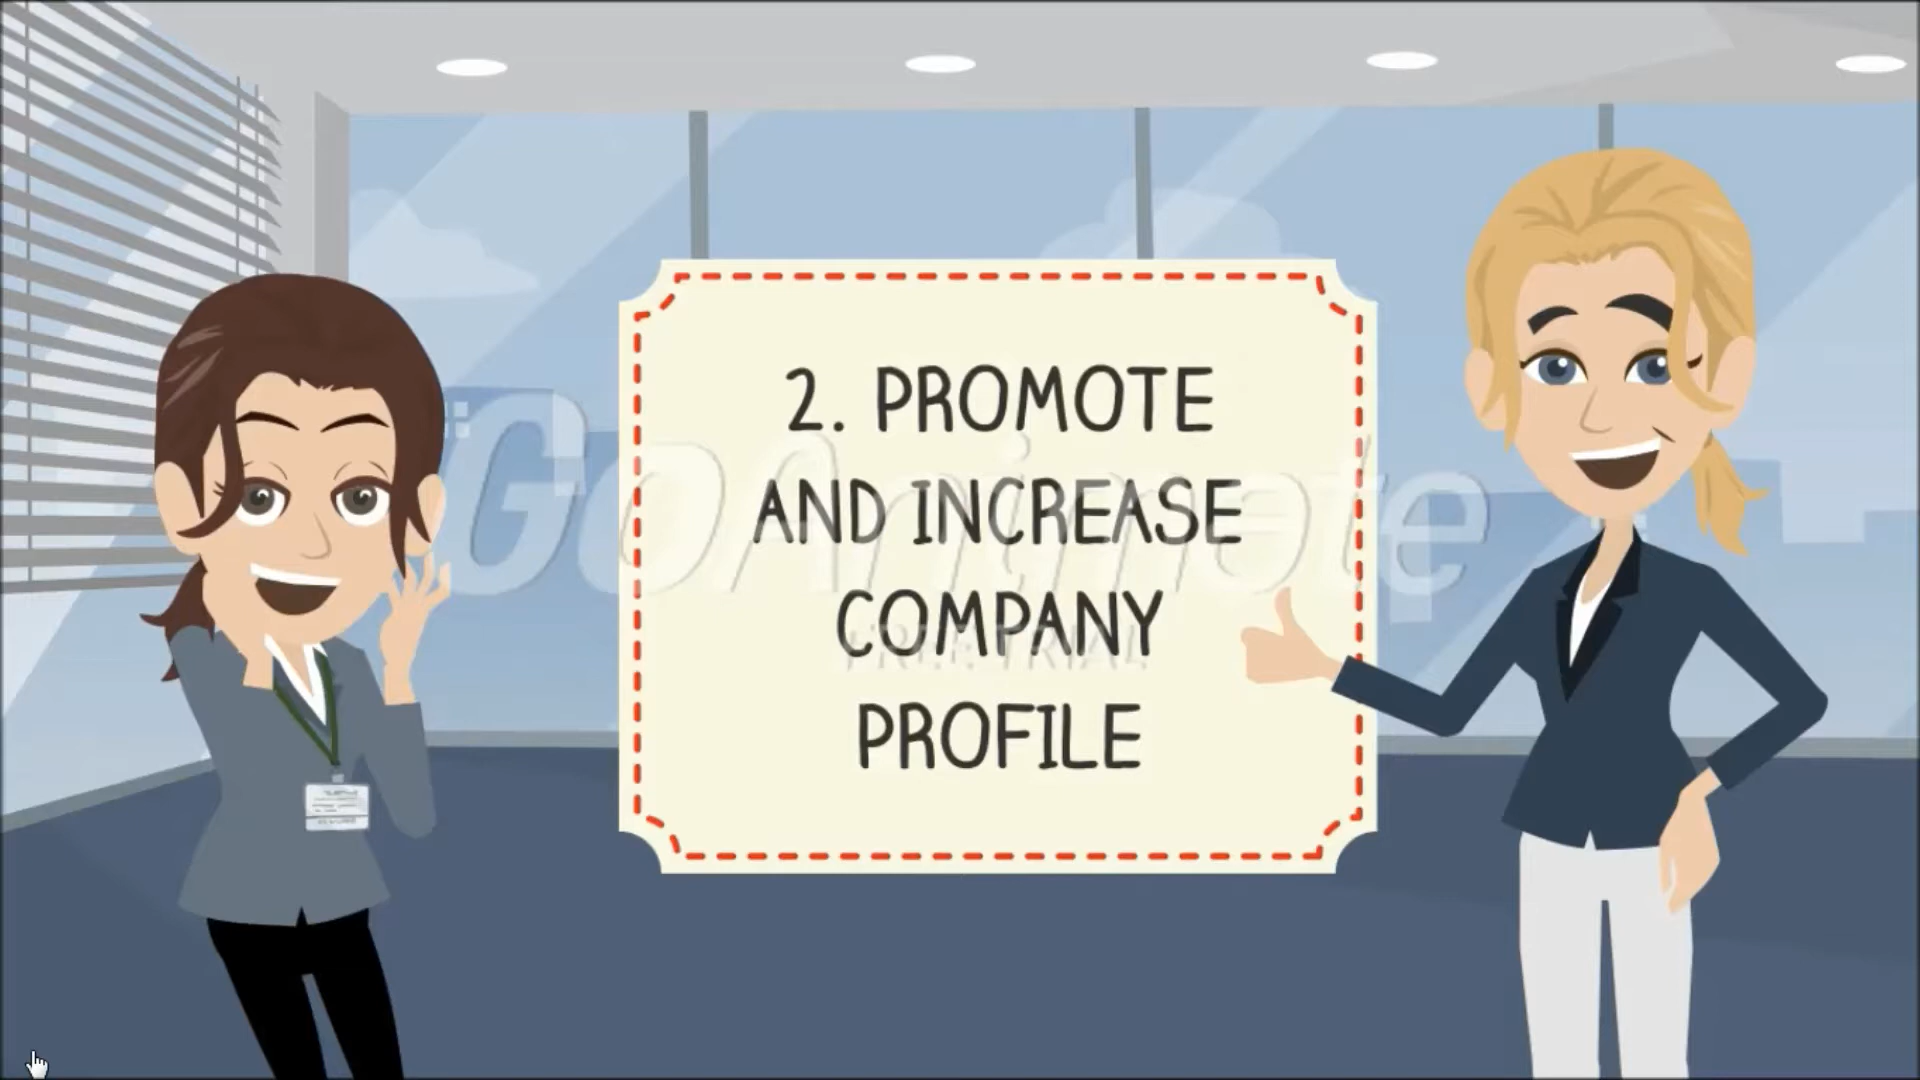 2. PROMOTE
AND INCREASE
COMPANY
PROFILE
GoAnimate
FREE TRIAL